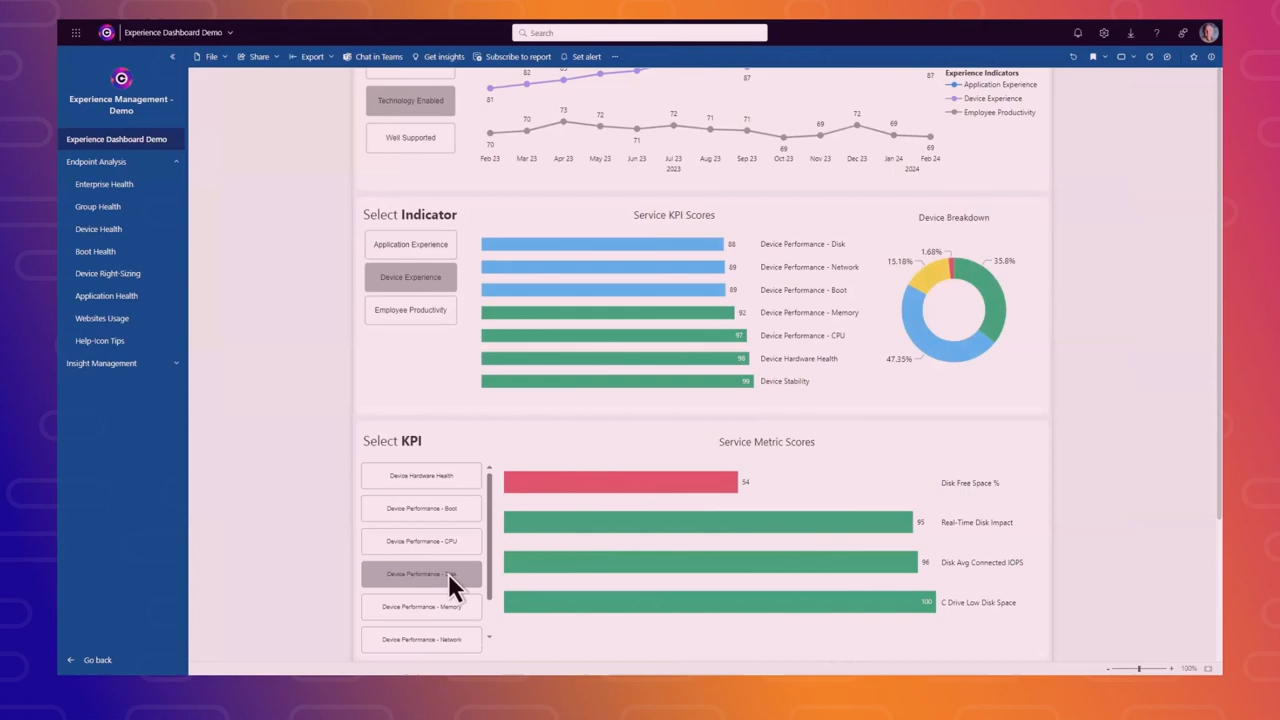 Experience Dashboard Demo
Search
File
Share
Export
Chat in Teams
Get insights
Subscribe to report
Set alert
Experience Management -
Demo
Experience Dashboard Demo
Endpoint Analysis
Enterprise Health
Group Health
Device Health
Boot Health
Device Right-Sizing
Application Health
Websites Usage
Help-Icon Tips
Insight Management
Go back
Technology Enabled
Well Supported
81
82
83
87
87
70
70
73
72
71
72
71
71
69
69
72
69
69
Feb 23
Mar 23
Apr 23
May 23
Jun 23
Jul 23
Aug 23
Sep 23
Oct 23
Nov 23
Dec 23
Jan 24
Feb 24
2023
2024
Experience Indicators
Application Experience
Device Experience
Employee Productivity
Select Indicator
Application Experience
Device Experience
Employee Productivity
Service KPI Scores
88 Device Performance - Disk
89 Device Performance - Network
89 Device Performance - Boot
92 Device Performance - Memory
97 Device Performance - CPU
98 Device Hardware Health
99 Device Stability
Device Breakdown
1.68%
15.18%
35.8%
47.35%
Select KPI
Device Hardware Health
Device Performance - Boot
Device Performance - CPU
Device Performance - Disk
Device Performance - Memory
Device Performance - Network
Service Metric Scores
54 Disk Free Space %
95 Real-Time Disk Impact
96 Disk Avg Connected IOPS
100 C Drive Low Disk Space
- + 100%